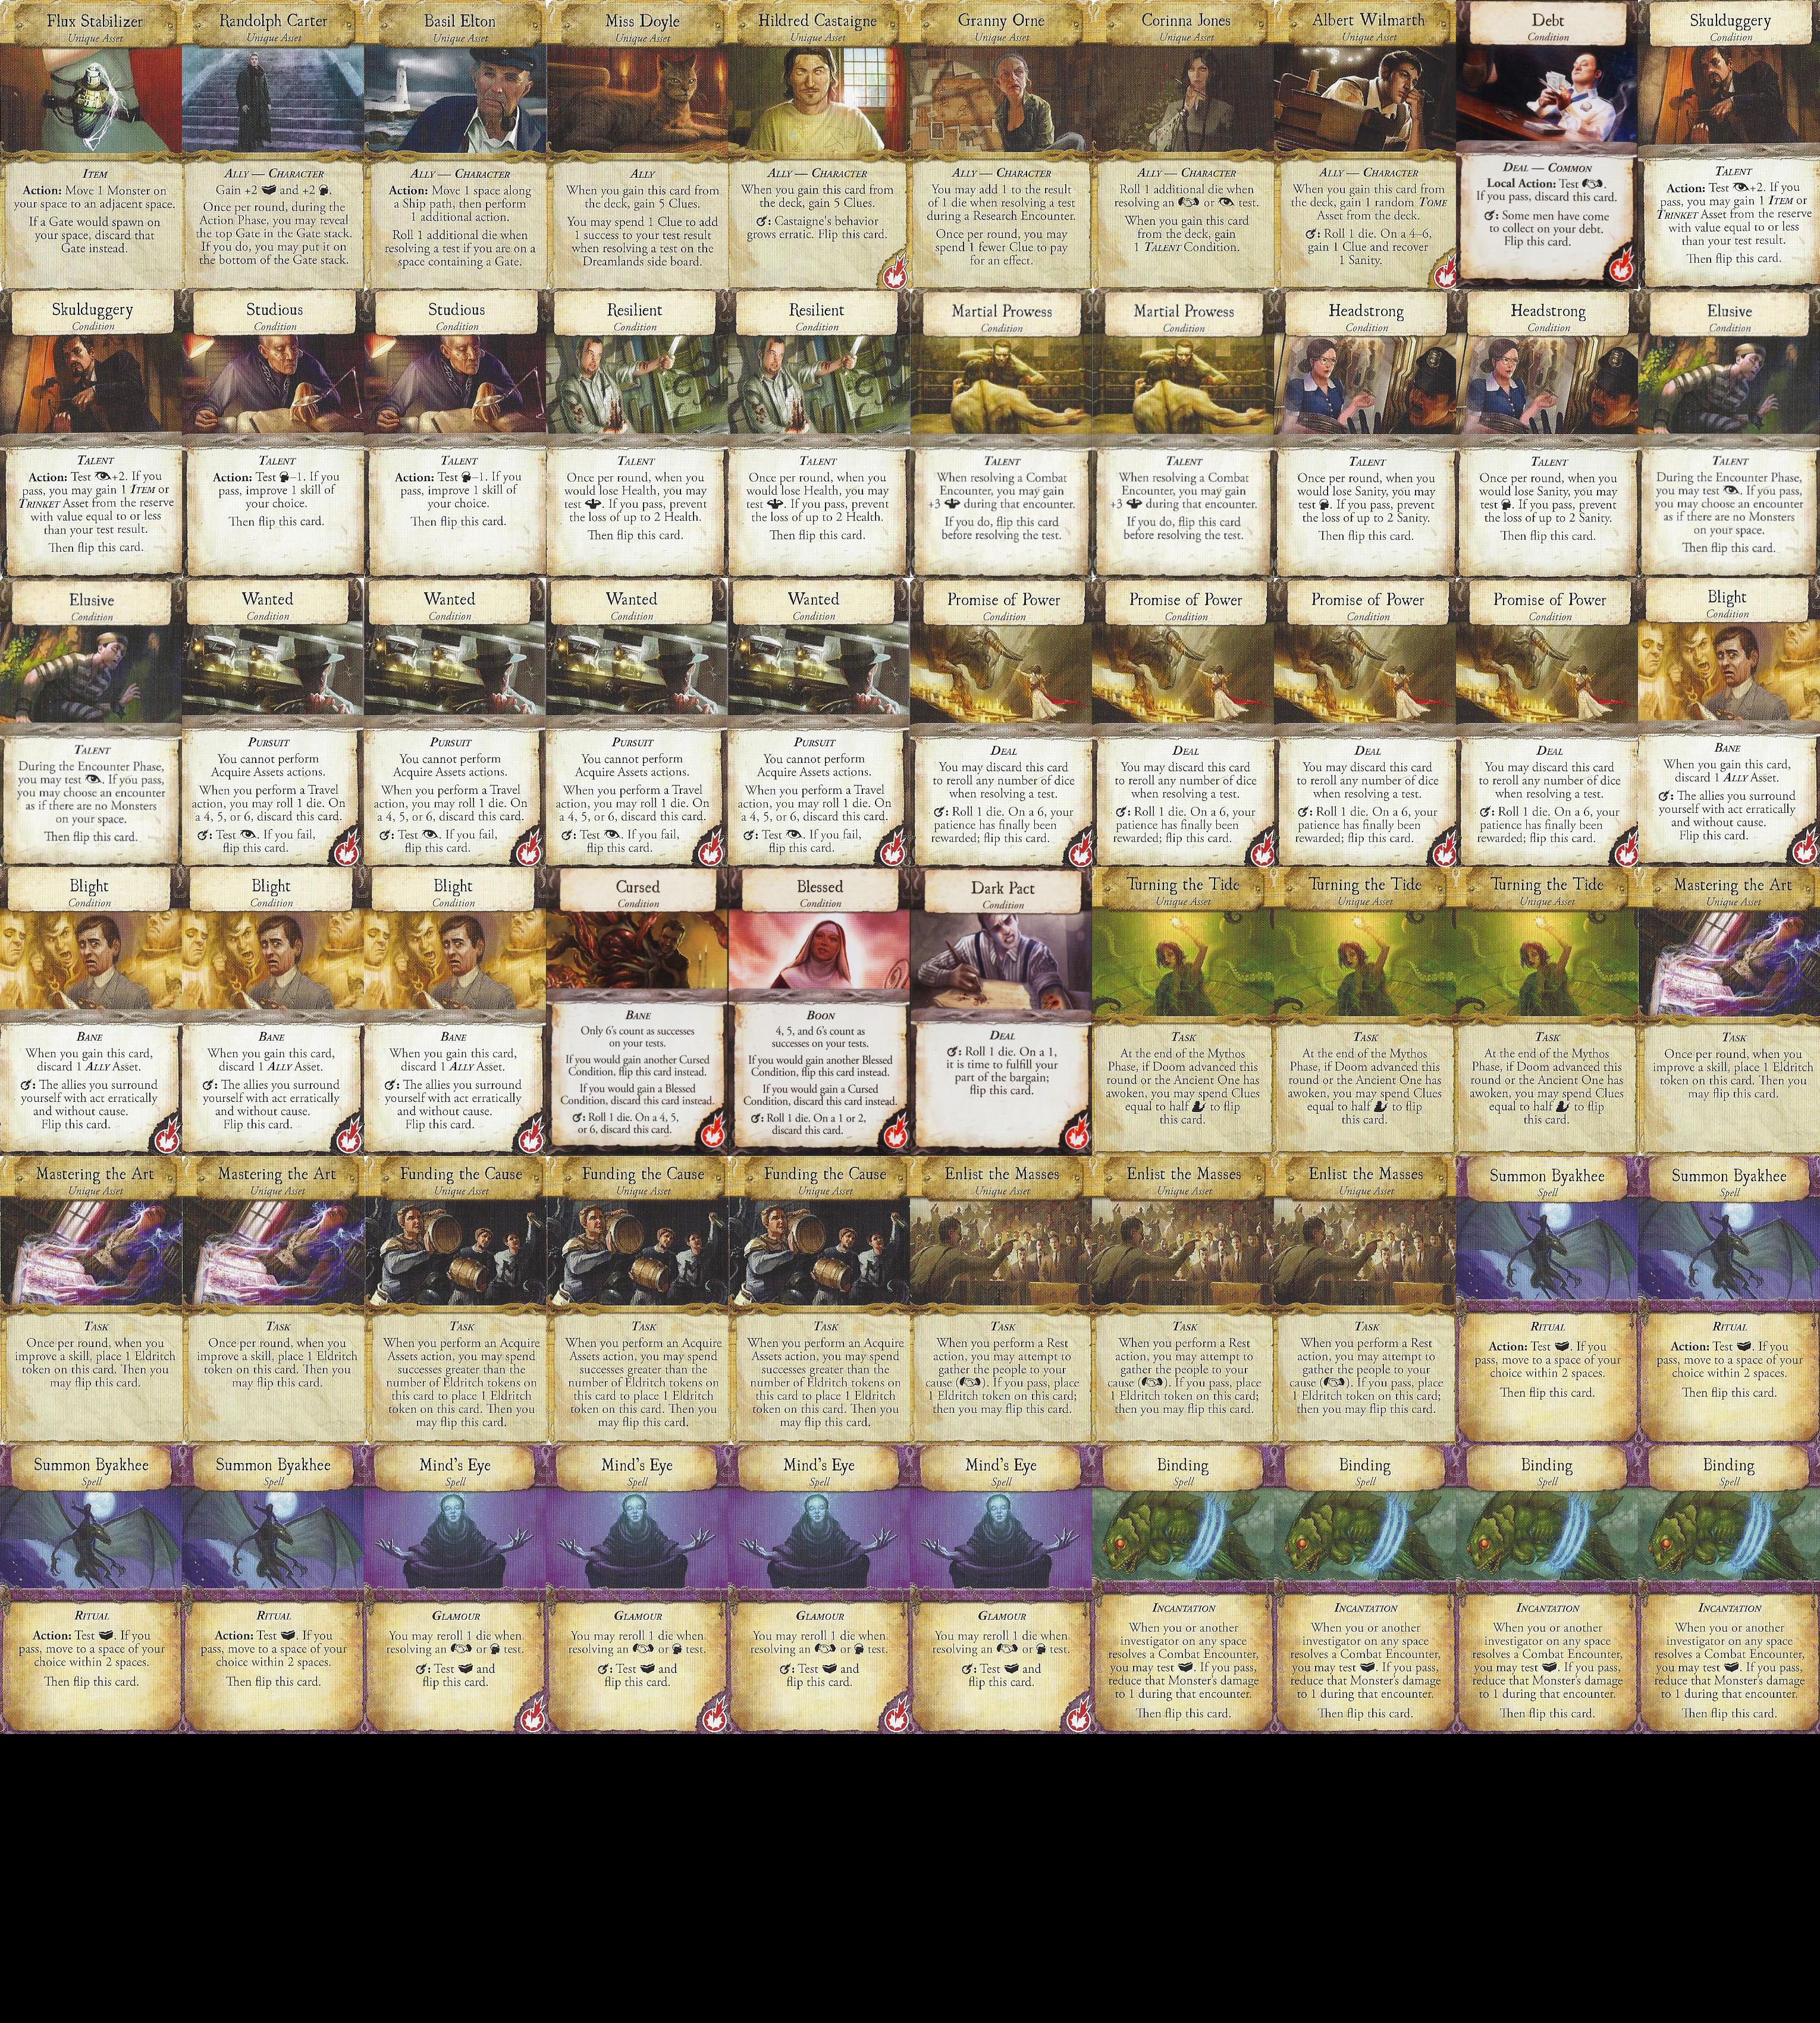 Flux Stabilizer
Unique Asset
ITEM
Action: Move 1 Monster on
your space to an adjacent space.
If a Gate would spawn on
your space, discard that
Gate instead.
Randolph Carter
Unique Asset
ALLY — CHARACTER
Gain +2 and +2 .
Once per round, during the
Action Phase, you may reveal
the top Gate in the Gate stack.
If you do, you may put it on
the bottom of the Gate stack.
Basil Elton
Unique Asset
ALLY — CHARACTER
Action: Move 1 space along
a Ship path, then perform
1 additional action.
Roll 1 additional die when
resolving a test if you are on a
space containing a Gate.
Miss Doyle
Unique Asset
ALLY
When you gain this card from
the deck, gain 5 Clues.
You may spend 1 Clue to add
1 success to your test result
when resolving a test on the
Dreamlands side board.
Hildred Castaigne
Unique Asset
ALLY — CHARACTER
When you gain this card from
the deck, gain 5 Clues.
: Castaigne's behavior
grows erratic. Flip this card.
Granny Orne
Unique Asset
ALLY — CHARACTER
You may add 1 to the result
of 1 die when resolving a test
during a Research Encounter.
Once per round, you may
spend 1 fewer Clue to pay
for an effect.
Corinna Jones
Unique Asset
ALLY — CHARACTER
Roll 1 additional die when
resolving an or test.
When you gain this card
from the deck, gain
1 TALENT Condition.
Albert Wilmarth
Unique Asset
ALLY — CHARACTER
When you gain this card from
the deck, gain 1 random TOME
Asset from the deck.
: Roll 1 die. On a 4–6,
gain 1 Clue and recover
1 Sanity.
Debt
Condition
DEAL — COMMON
Local Action: Test .
If you pass, discard this card.
: Some men have come
to collect on your debt.
Flip this card.
Skulduggery
Condition
TALENT
Action: Test +2. If you
pass, you may gain 1 ITEM or
TRINKET Asset from the reserve
with value equal to or less
than your test result.
Then flip this card.
Skulduggery
Condition
TALENT
Action: Test +2. If you
pass, you may gain 1 ITEM or
TRINKET Asset from the reserve
with value equal to or less
than your test result.
Then flip this card.
Studious
Condition
TALENT
Action: Test –1. If you
pass, improve 1 skill of
your choice.
Then flip this card.
Studious
Condition
TALENT
Action: Test –1. If you
pass, improve 1 skill of
your choice.
Then flip this card.
Resilient
Condition
TALENT
Once per round, when you
would lose Health, you may
test . If you pass, prevent
the loss of up to 2 Health.
Then flip this card.
Resilient
Condition
TALENT
Once per round, when you
would lose Health, you may
test . If you pass, prevent
the loss of up to 2 Health.
Then flip this card.
Martial Prowess
Condition
TALENT
When resolving a Combat
Encounter, you may gain
+3 during that encounter.
If you do, flip this card
before resolving the test.
Martial Prowess
Condition
TALENT
When resolving a Combat
Encounter, you may gain
+3 during that encounter.
If you do, flip this card
before resolving the test.
Headstrong
Condition
TALENT
Once per round, when you
would lose Sanity, you may
test . If you pass, prevent
the loss of up to 2 Sanity.
Then flip this card.
Headstrong
Condition
TALENT
Once per round, when you
would lose Sanity, you may
test . If you pass, prevent
the loss of up to 2 Sanity.
Then flip this card.
Elusive
Condition
TALENT
During the Encounter Phase,
you may test . If you pass,
you may choose an encounter
as if there are no Monsters
on your space.
Then flip this card.
Elusive
Condition
TALENT
During the Encounter Phase,
you may test . If you pass,
you may choose an encounter
as if there are no Monsters
on your space.
Then flip this card.
Wanted
Condition
PURSUIT
You cannot perform
Acquire Assets actions.
When you perform a Travel
action, you may roll 1 die. On
a 4, 5, or 6, discard this card.
: Test . If you fail,
flip this card.
Wanted
Condition
PURSUIT
You cannot perform
Acquire Assets actions.
When you perform a Travel
action, you may roll 1 die. On
a 4, 5, or 6, discard this card.
: Test . If you fail,
flip this card.
Wanted
Condition
PURSUIT
You cannot perform
Acquire Assets actions.
When you perform a Travel
action, you may roll 1 die. On
a 4, 5, or 6, discard this card.
: Test . If you fail,
flip this card.
Wanted
Condition
PURSUIT
You cannot perform
Acquire Assets actions.
When you perform a Travel
action, you may roll 1 die. On
a 4, 5, or 6, discard this card.
: Test . If you fail,
flip this card.
Promise of Power
Condition
DEAL
You may discard this card
to reroll any number of dice
when resolving a test.
: Roll 1 die. On a 6, your
patience has finally been
rewarded; flip this card.
Promise of Power
Condition
DEAL
You may discard this card
to reroll any number of dice
when resolving a test.
: Roll 1 die. On a 6, your
patience has finally been
rewarded; flip this card.
Promise of Power
Condition
DEAL
You may discard this card
to reroll any number of dice
when resolving a test.
: Roll 1 die. On a 6, your
patience has finally been
rewarded; flip this card.
Promise of Power
Condition
DEAL
You may discard this card
to reroll any number of dice
when resolving a test.
: Roll 1 die. On a 6, your
patience has finally been
rewarded; flip this card.
Blight
Condition
BANE
When you gain this card,
discard 1 ALLY Asset.
: The allies you surround
yourself with act erratically
and without cause.
Flip this card.
Blight
Condition
BANE
When you gain this card,
discard 1 ALLY Asset.
: The allies you surround
yourself with act erratically
and without cause.
Flip this card.
Blight
Condition
BANE
When you gain this card,
discard 1 ALLY Asset.
: The allies you surround
yourself with act erratically
and without cause.
Flip this card.
Blight
Condition
BANE
When you gain this card,
discard 1 ALLY Asset.
: The allies you surround
yourself with act erratically
and without cause.
Flip this card.
Cursed
Condition
BANE
Only 6's count as successes
on your tests.
If you would gain another Cursed
Condition, flip this card instead.
If you would gain a Blessed
Condition, discard this card instead.
: Roll 1 die. On a 4, 5,
or 6, discard this card.
Blessed
Condition
BOON
4, 5, and 6's count as
successes on your tests.
If you would gain another Blessed
Condition, flip this card instead.
If you would gain a Cursed
Condition, discard this card instead.
: Roll 1 die. On a 1 or 2,
discard this card.
Dark Pact
Condition
DEAL
: Roll 1 die. On a 1,
it is time to fulfill your
part of the bargain;
flip this card.
Turning the Tide
Unique Asset
TASK
At the end of the Mythos
Phase, if Doom advanced this
round or the Ancient One has
awoken, you may spend Clues
equal to half to flip
this card.
Turning the Tide
Unique Asset
TASK
At the end of the Mythos
Phase, if Doom advanced this
round or the Ancient One has
awoken, you may spend Clues
equal to half to flip
this card.
Turning the Tide
Unique Asset
TASK
At the end of the Mythos
Phase, if Doom advanced this
round or the Ancient One has
awoken, you may spend Clues
equal to half to flip
this card.
Mastering the Art
Unique Asset
TASK
Once per round, when you
improve a skill, place 1 Eldritch
token on this card. Then you
may flip this card.
Mastering the Art
Unique Asset
TASK
Once per round, when you
improve a skill, place 1 Eldritch
token on this card. Then you
may flip this card.
Mastering the Art
Unique Asset
TASK
Once per round, when you
improve a skill, place 1 Eldritch
token on this card. Then you
may flip this card.
Funding the Cause
Unique Asset
TASK
When you perform an Acquire
Assets action, you may spend
successes greater than the
number of Eldritch tokens on
this card to place 1 Eldritch
token on this card. Then you
may flip this card.
Funding the Cause
Unique Asset
TASK
When you perform an Acquire
Assets action, you may spend
successes greater than the
number of Eldritch tokens on
this card to place 1 Eldritch
token on this card. Then you
may flip this card.
Funding the Cause
Unique Asset
TASK
When you perform an Acquire
Assets action, you may spend
successes greater than the
number of Eldritch tokens on
this card to place 1 Eldritch
token on this card. Then you
may flip this card.
Enlist the Masses
Unique Asset
TASK
When you perform a Rest
action, you may attempt to
gather the people to your
cause ( ). If you pass, place
1 Eldritch token on this card;
then you may flip this card.
Enlist the Masses
Unique Asset
TASK
When you perform a Rest
action, you may attempt to
gather the people to your
cause ( ). If you pass, place
1 Eldritch token on this card;
then you may flip this card.
Enlist the Masses
Unique Asset
TASK
When you perform a Rest
action, you may attempt to
gather the people to your
cause ( ). If you pass, place
1 Eldritch token on this card;
then you may flip this card.
Summon Byakhee
Spell
RITUAL
Action: Test . If you
pass, move to a space of your
choice within 2 spaces.
Then flip this card.
Summon Byakhee
Spell
RITUAL
Action: Test . If you
pass, move to a space of your
choice within 2 spaces.
Then flip this card.
Summon Byakhee
Spell
RITUAL
Action: Test . If you
pass, move to a space of your
choice within 2 spaces.
Then flip this card.
Summon Byakhee
Spell
RITUAL
Action: Test . If you
pass, move to a space of your
choice within 2 spaces.
Then flip this card.
Mind's Eye
Spell
GLAMOUR
You may reroll 1 die when
resolving an or test.
: Test and
flip this card.
Mind's Eye
Spell
GLAMOUR
You may reroll 1 die when
resolving an or test.
: Test and
flip this card.
Mind's Eye
Spell
GLAMOUR
You may reroll 1 die when
resolving an or test.
: Test and
flip this card.
Mind's Eye
Spell
GLAMOUR
You may reroll 1 die when
resolving an or test.
: Test and
flip this card.
Binding
Spell
INCANTATION
When you or another
investigator on any space
resolves a Combat Encounter,
you may test . If you pass,
reduce that Monster's damage
to 1 during that encounter.
Then flip this card.
Binding
Spell
INCANTATION
When you or another
investigator on any space
resolves a Combat Encounter,
you may test . If you pass,
reduce that Monster's damage
to 1 during that encounter.
Then flip this card.
Binding
Spell
INCANTATION
When you or another
investigator on any space
resolves a Combat Encounter,
you may test . If you pass,
reduce that Monster's damage
to 1 during that encounter.
Then flip this card.
Binding
Spell
INCANTATION
When you or another
investigator on any space
resolves a Combat Encounter,
you may test . If you pass,
reduce that Monster's damage
to 1 during that encounter.
Then flip this card.